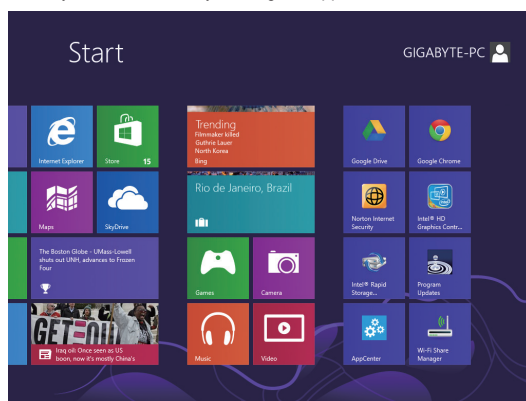 Start
GIGABYTE-PC
Internet Explorer
Store
15
Maps
SkyDrive
The Boston Globe - UMass-Lowell
shuts out UNH, advances to Frozen
Four
GET OU
Iraq oil: Once seen as US
boon, now it's mostly China's
Trending
Filmmaker killed
Guthrie Lauer
North Korea
Bing
Rio de Janeiro, Brazil
Games
Camera
Music
Video
Google Drive
Google Chrome
Norton Internet
Security
Intel® HD
Graphics Contr...
Intel® Rapid
Storage...
Program
Updates
AppCenter
Wi-Fi Share
Manager